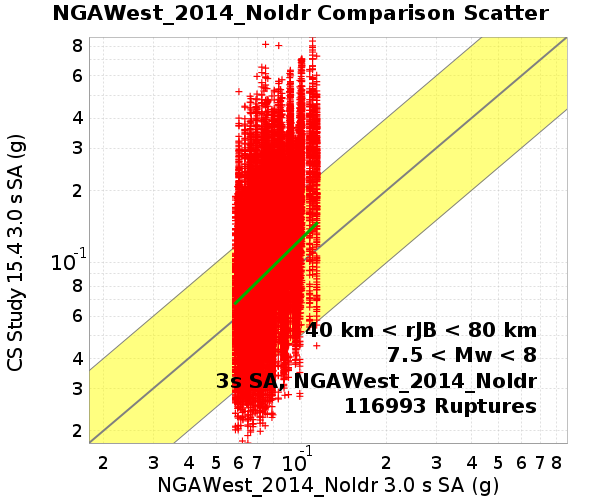 NGAWest_2014_NoIdr Comparison Scatter
CS Study 15.4 3.0 s SA (g)
8
6
4
3
2
10-1
8
6
4
3
2
40 km < rJB < 80 km
7.5 < Mw < 8
3s SA, NGAWest_2014_NoIdr
116993 Ruptures
2 3 4 5 6 7 10-1 2 3 4 5 6 7 8
NGAWest_2014_NoIdr 3.0 s SA (g)